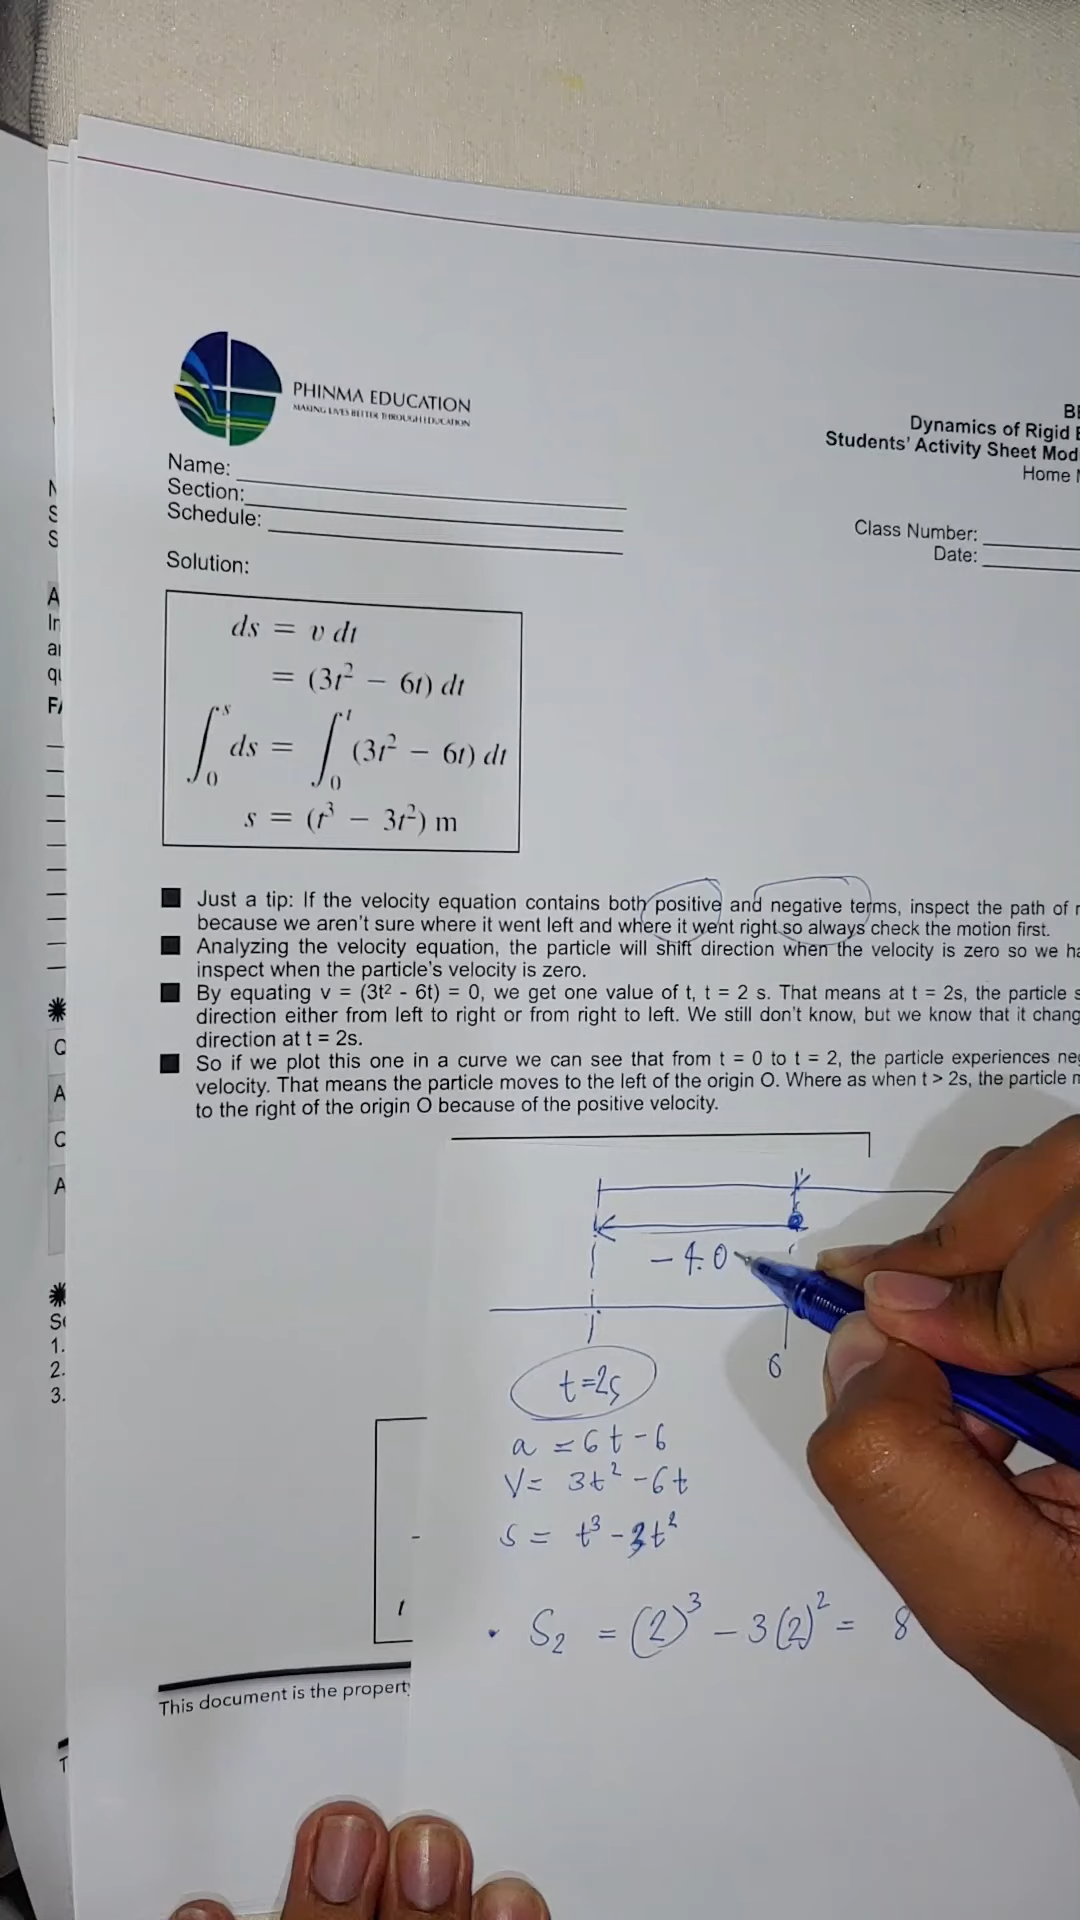 PHINMA EDUCATION
MAKING LIVES BETTER THROUGH EDUCATION
Dynamics of Rigid
Students' Activity Sheet
Home
Name:
Section:
Schedule:
Class Number:
Date:
Solution:
ds = v dt
= (3t² − 6t) dt
∫₀ˢ ds = ∫₀ᵗ (3t² − 6t) dt
s = (t³ − 3t²) m
Just a tip: If the velocity equation contains both positive and negative terms, inspect the path of
because we aren't sure where it went left and where it went right so always check the motion first.
Analyzing the velocity equation, the particle will shift direction when the velocity is zero so we
inspect when the particle's velocity is zero.
By equating v = (3t² - 6t) = 0, we get one value of t, t = 2 s. That means at t = 2s, the particle
direction either from left to right or from right to left. We still don't know, but we know that it
direction at t = 2s.
So if we plot this one in a curve we can see that from t = 0 to t = 2, the particle experiences
velocity. That means the particle moves to the left of the origin O. Where as when t > 2s, the particle
to the right of the origin O because of the positive velocity.
−4.0
6
t=2s
a = 6t − 6
V = 3t² − 6t
s = t³ − 3t²
• S₂ = (2)³ − 3(2)² = 8
This document is the property
1.
2.
3.